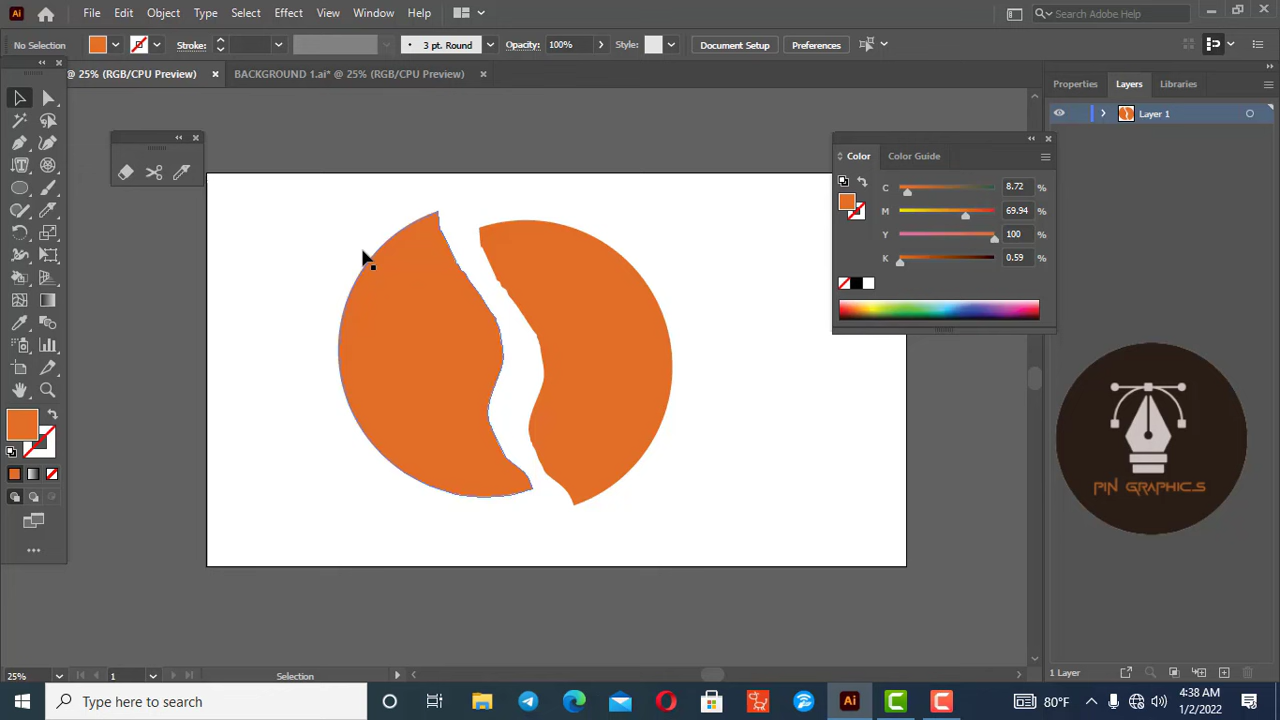 Ai File Edit Object Type Select Effect View Window Help Search Adobe Help
No Selection Stroke: 3 pt. Round Opacity: 100% Style: Document Setup Preferences
@ 25% (RGB/CPU Preview) × BACKGROUND 1.ai* @ 25% (RGB/CPU Preview) ×
Properties Layers Libraries
Layer 1
Color Color Guide
C 8.72 %
M 69.94 %
Y 100 %
K 0.59 %
PIN GRAPHICS
25% 1 Selection 1 Layer
Type here to search Ai 80°F 4:38 AM
1/2/2022